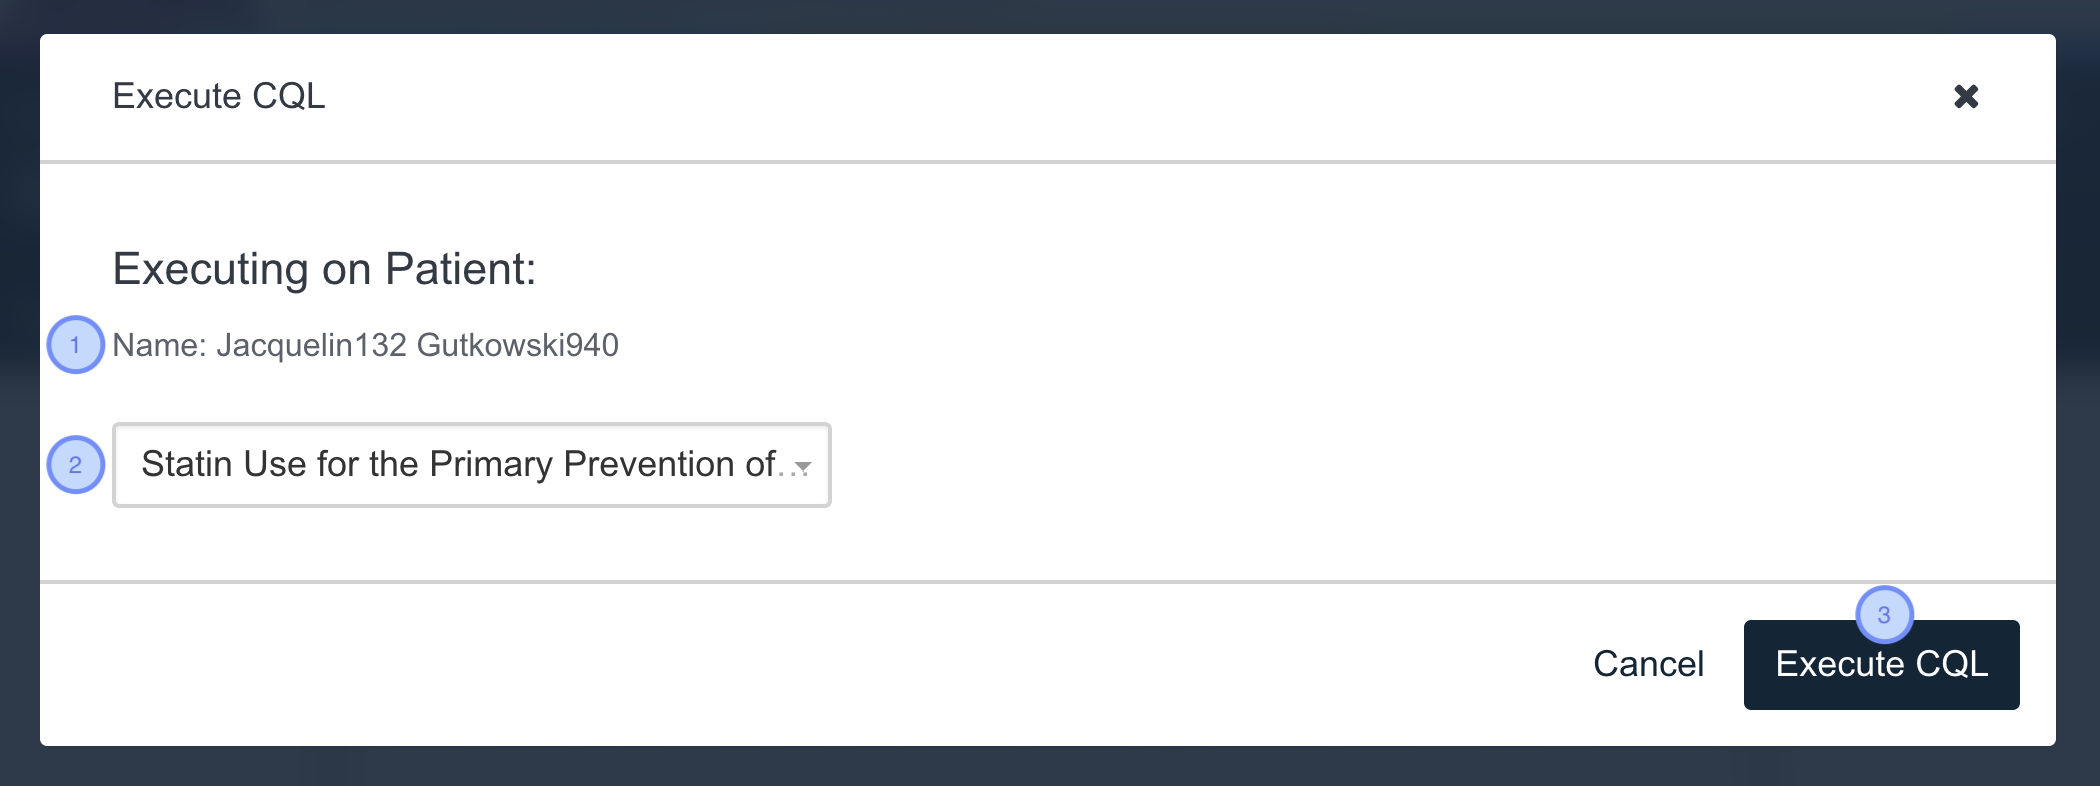 Execute CQL
Executing on Patient:
1 Name: Jacquelin132 Gutkowski940
2 Statin Use for the Primary Prevention of...
3
Cancel Execute CQL